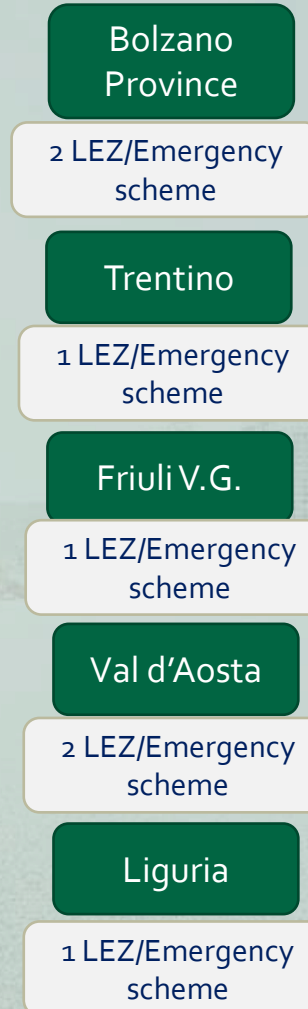 Bolzano
Province
2 LEZ/Emergency
scheme
Trentino
1 LEZ/Emergency
scheme
Friuli V.G.
1 LEZ/Emergency
scheme
Val d'Aosta
2 LEZ/Emergency
scheme
Liguria
1 LEZ/Emergency
scheme